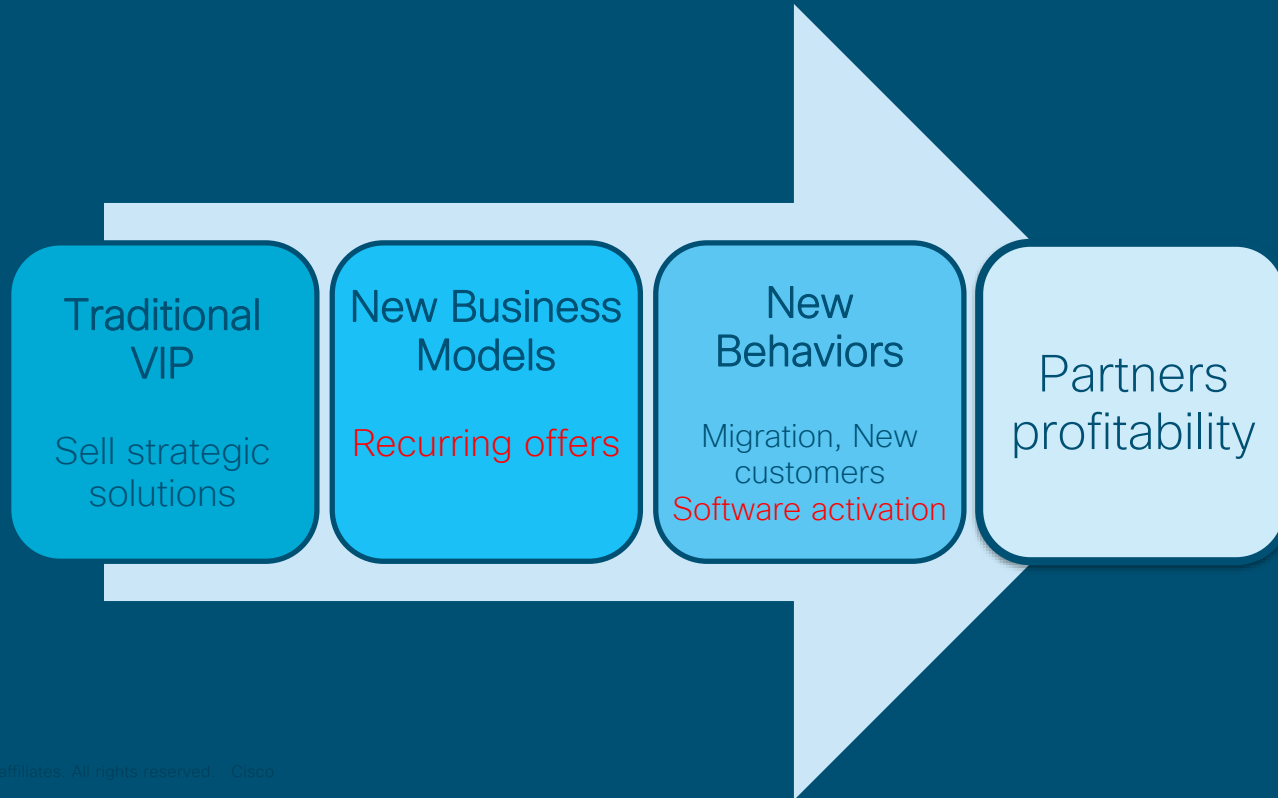 Traditional
VIP
Sell strategic
solutions
New Business
Models
Recurring offers
New
Behaviors
Migration, New
customers
Software activation
Partners
profitability
affiliates. All rights reserved. Cisco